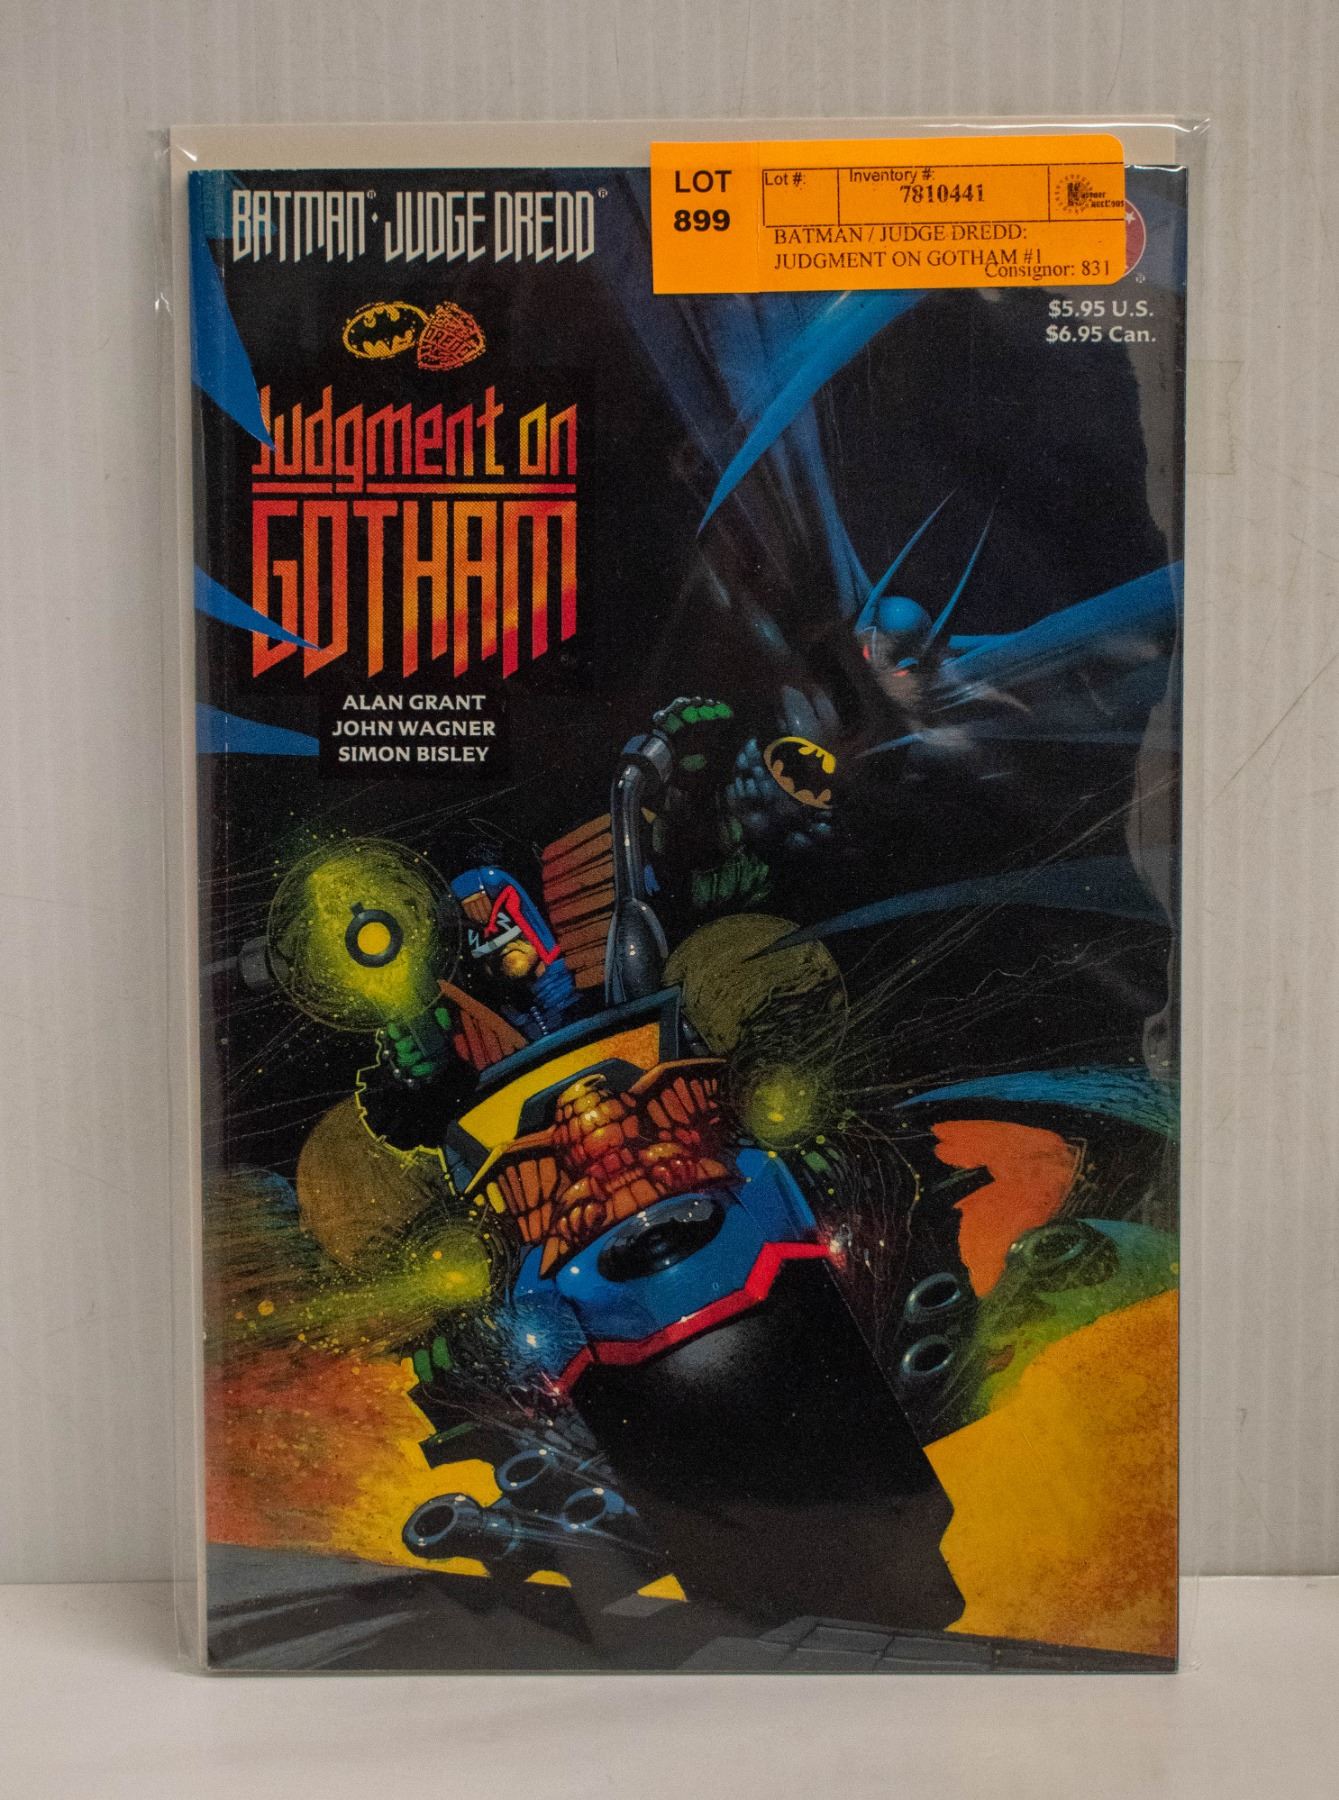 BATMAN® · JUDGE DREDD®
LOT
899
Lot #:
Inventory #:
7810441
BATMAN / JUDGE DREDD:
JUDGMENT ON GOTHAM #1
Consignor: 831
$5.95 U.S.
$6.95 Can.
DREDD
Judgment on
GOTHAM
ALAN GRANT
JOHN WAGNER
SIMON BISLEY